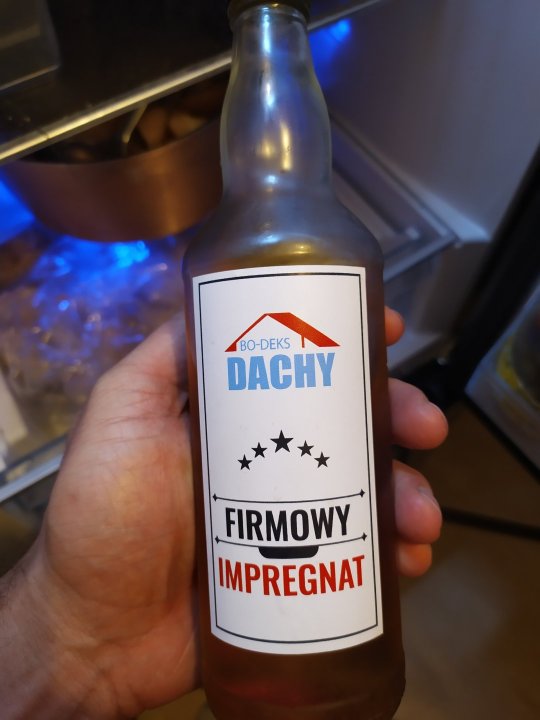 BO-DEKS
DACHY
FIRMOWY
IMPREGNAT